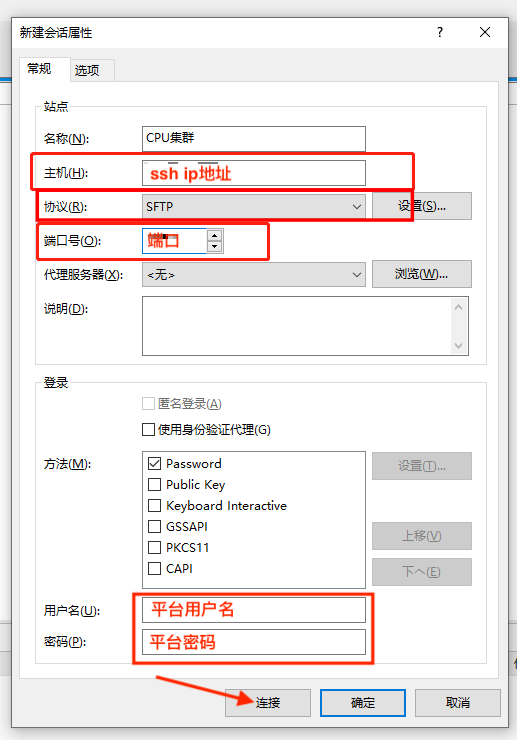 新建会话属性
?
常规
选项
站点
名称(N):
CPU集群
主机(H):
ssh ip地址
协议(R):
SFTP
设置(S)...
端口号(O):
端口
代理服务器(X):
<无>
浏览(W)...
说明(D):
登录
匿名登录(A)
使用身份验证代理(G)
方法(M):
Password
设置(T)...
Public Key
Keyboard Interactive
GSSAPI
上移(V)
PKCS11
CAPI
下へ(E)
用户名(U):
平台用户名
密码(P):
平台密码
连接
确定
取消